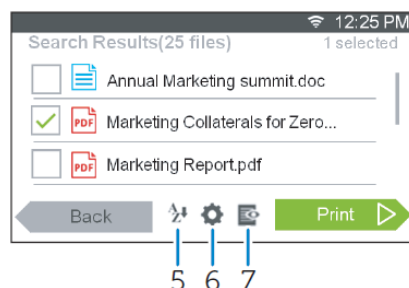 12:25 PM
Search Results(25 files) 1 selected
Annual Marketing summit.doc
PDF Marketing Collaterals for Zero...
PDF Marketing Report.pdf
Back A Z Print
5 6 7